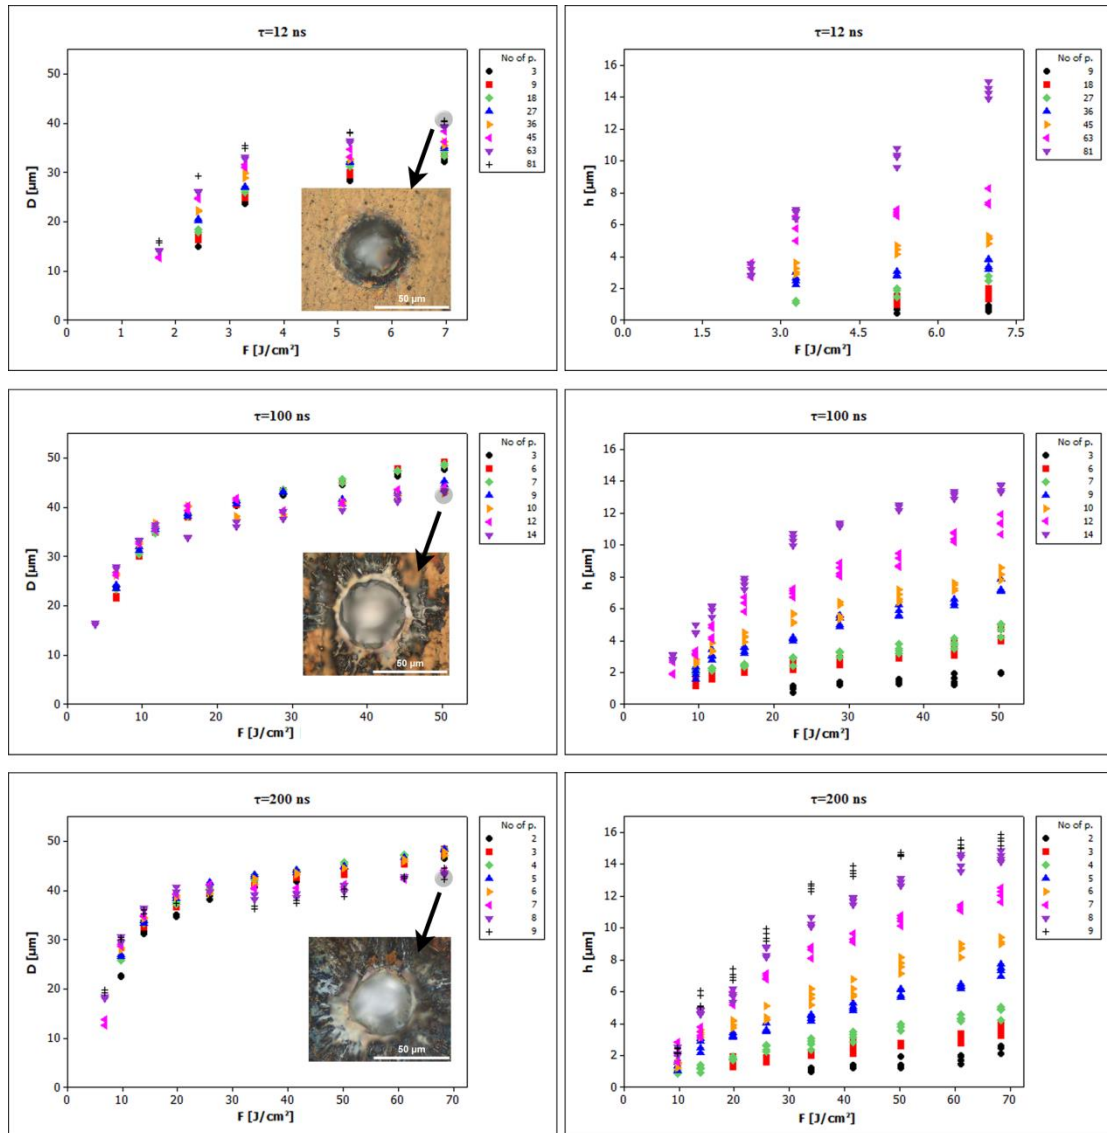 τ=12 ns
D [µm]
50
40
30
20
10
0
0 1 2 3 4 5 6 7
F [J/cm²]
50 µm
No of p.
3
9
18
27
36
45
63
81
τ=12 ns
h [µm]
16
14
12
10
8
6
4
2
0
0.0 1.5 3.0 4.5 6.0 7.5
F [J/cm²]
No of p.
9
18
27
36
45
63
81
τ=100 ns
D [µm]
50
40
30
20
10
0
0 10 20 30 40 50
F [J/cm²]
50 µm
No of p.
3
6
7
9
10
12
14
τ=100 ns
h [µm]
16
14
12
10
8
6
4
2
0
0 10 20 30 40 50
F [J/cm²]
No of p.
3
6
7
9
10
12
14
τ=200 ns
D [µm]
50
40
30
20
10
0
0 10 20 30 40 50 60 70
F [J/cm²]
50 µm
No of p.
2
3
4
5
6
7
8
9
τ=200 ns
h [µm]
16
14
12
10
8
6
4
2
0
0 10 20 30 40 50 60 70
F [J/cm²]
No of p.
2
3
4
5
6
7
8
9